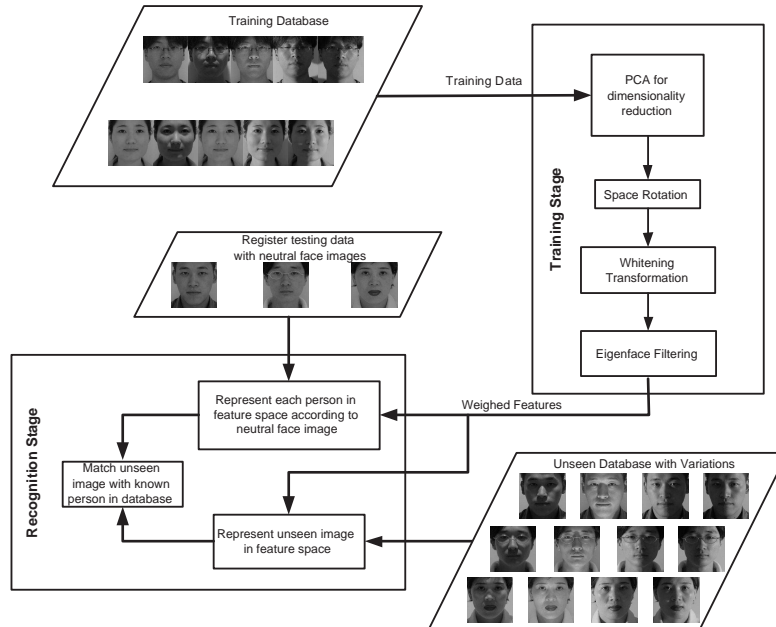 Training Database
Training Data
PCA for
dimensionality
reduction
Space Rotation
Whitening
Transformation
Eigenface Filtering
Training Stage
Register testing data
with neutral face images
Recognition Stage
Represent each person in
feature space according to
neutral face image
Weighed Features
Match unseen
image with known
person in database
Represent unseen image
in feature space
Unseen Database with Variations